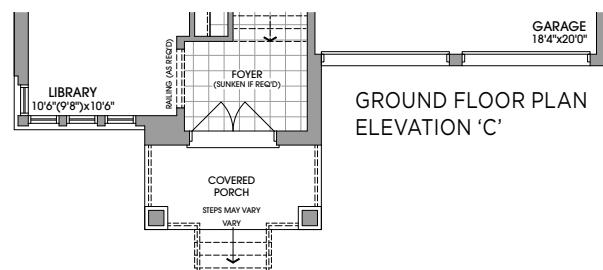 GARAGE
18'4"x20'0"
RAILING (AS REQ'D)
FOYER
(SUNKEN IF REQ'D)
LIBRARY
10'6"(9'8")x10'6"
GROUND FLOOR PLAN
ELEVATION ‘C’
COVERED
PORCH
STEPS MAY VARY
VARY